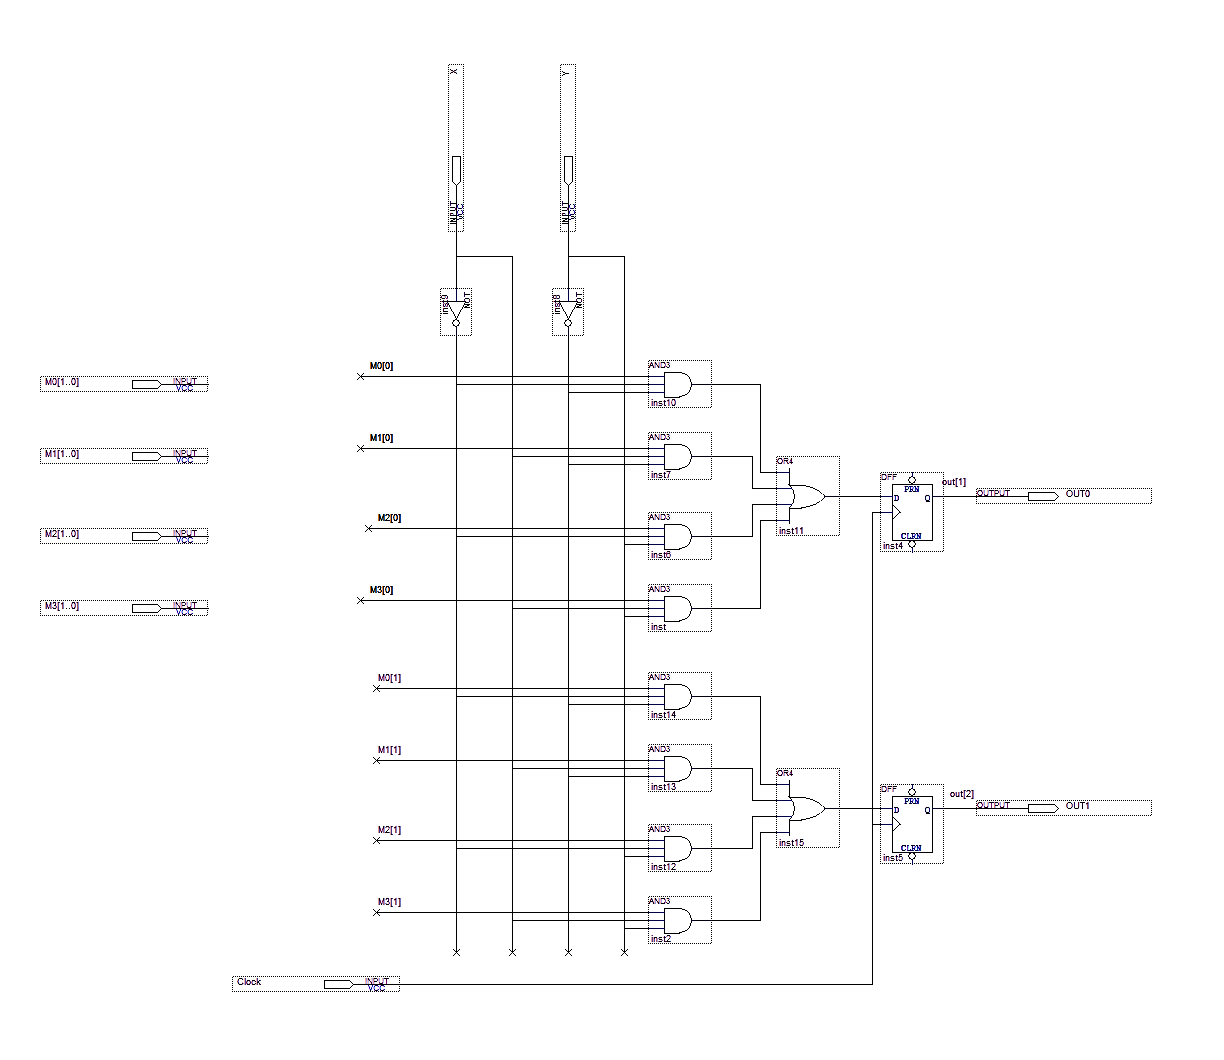 X
Y
INPUT
VCC
INPUT
VCC
inst9
NOT
inst8
NOT
M0[1..0]
INPUT
VCC
M0[0]
AND3
inst10
M1[1..0]
INPUT
VCC
M1[0]
AND3
inst7
OR4
inst11
DFF
PRN
D
Q
CLRN
inst4
out[1]
OUTPUT
OUT0
M2[1..0]
INPUT
VCC
M2[0]
AND3
inst6
M3[1..0]
INPUT
VCC
M3[0]
AND3
inst
M0[1]
AND3
inst14
M1[1]
AND3
inst13
OR4
inst15
DFF
PRN
D
Q
CLRN
inst5
out[2]
OUTPUT
OUT1
M2[1]
AND3
inst12
M3[1]
AND3
inst2
Clock
INPUT
VCC